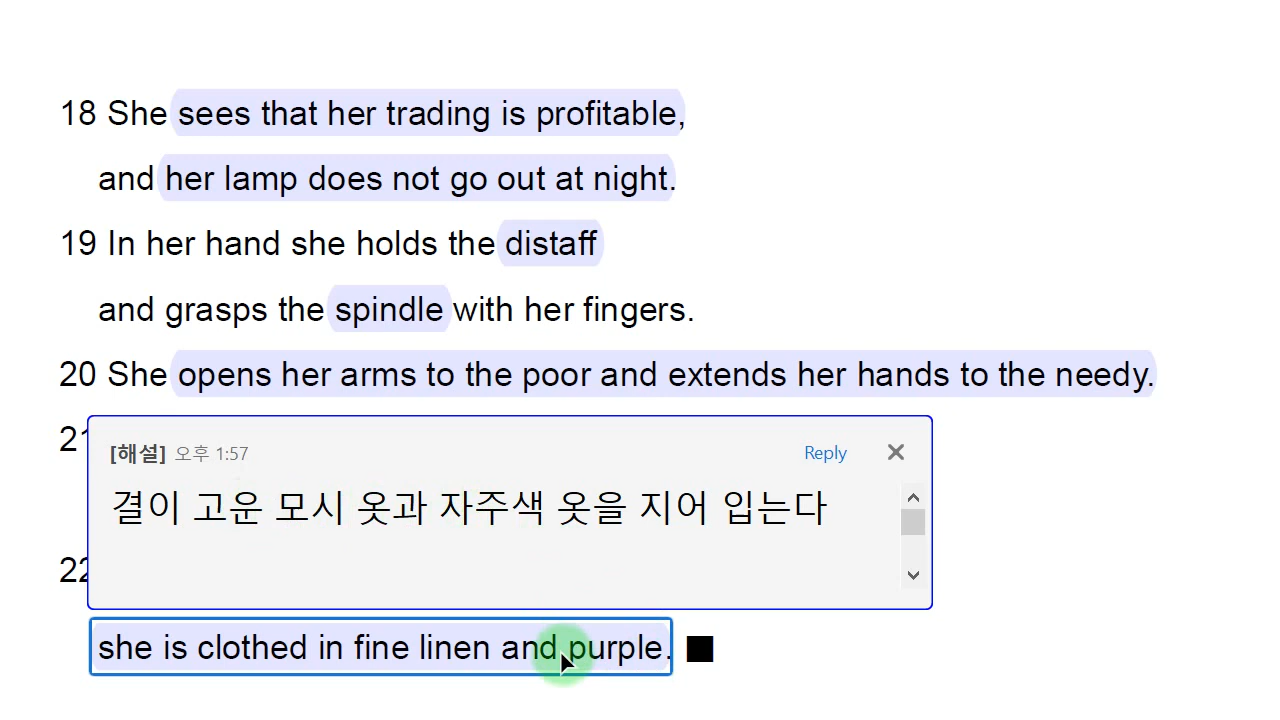 18 She sees that her trading is profitable,
and her lamp does not go out at night.
19 In her hand she holds the distaff
and grasps the spindle with her fingers.
20 She opens her arms to the poor and extends her hands to the needy.
21
[해설] 오후 1:57 Reply
결이 고운 모시 옷과 자주색 옷을 지어 입는다
22
she is clothed in fine linen and purple.